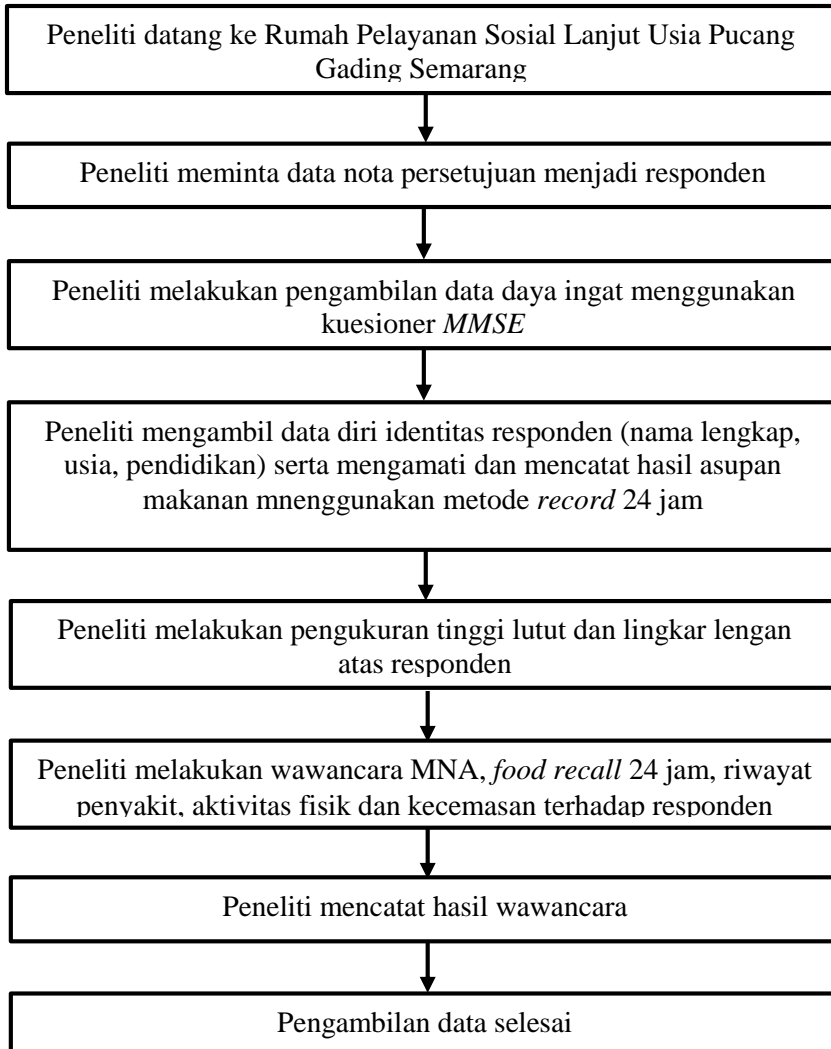 Peneliti datang ke Rumah Pelayanan Sosial Lanjut Usia Pucang
Gading Semarang
Peneliti meminta data nota persetujuan menjadi responden
Peneliti melakukan pengambilan data daya ingat menggunakan
kuesioner MMSE
Peneliti mengambil data diri identitas responden (nama lengkap,
usia, pendidikan) serta mengamati dan mencatat hasil asupan
makanan mnenggunakan metode record 24 jam
Peneliti melakukan pengukuran tinggi lutut dan lingkar lengan
atas responden
Peneliti melakukan wawancara MNA, food recall 24 jam, riwayat
penyakit, aktivitas fisik dan kecemasan terhadap responden
Peneliti mencatat hasil wawancara
Pengambilan data selesai